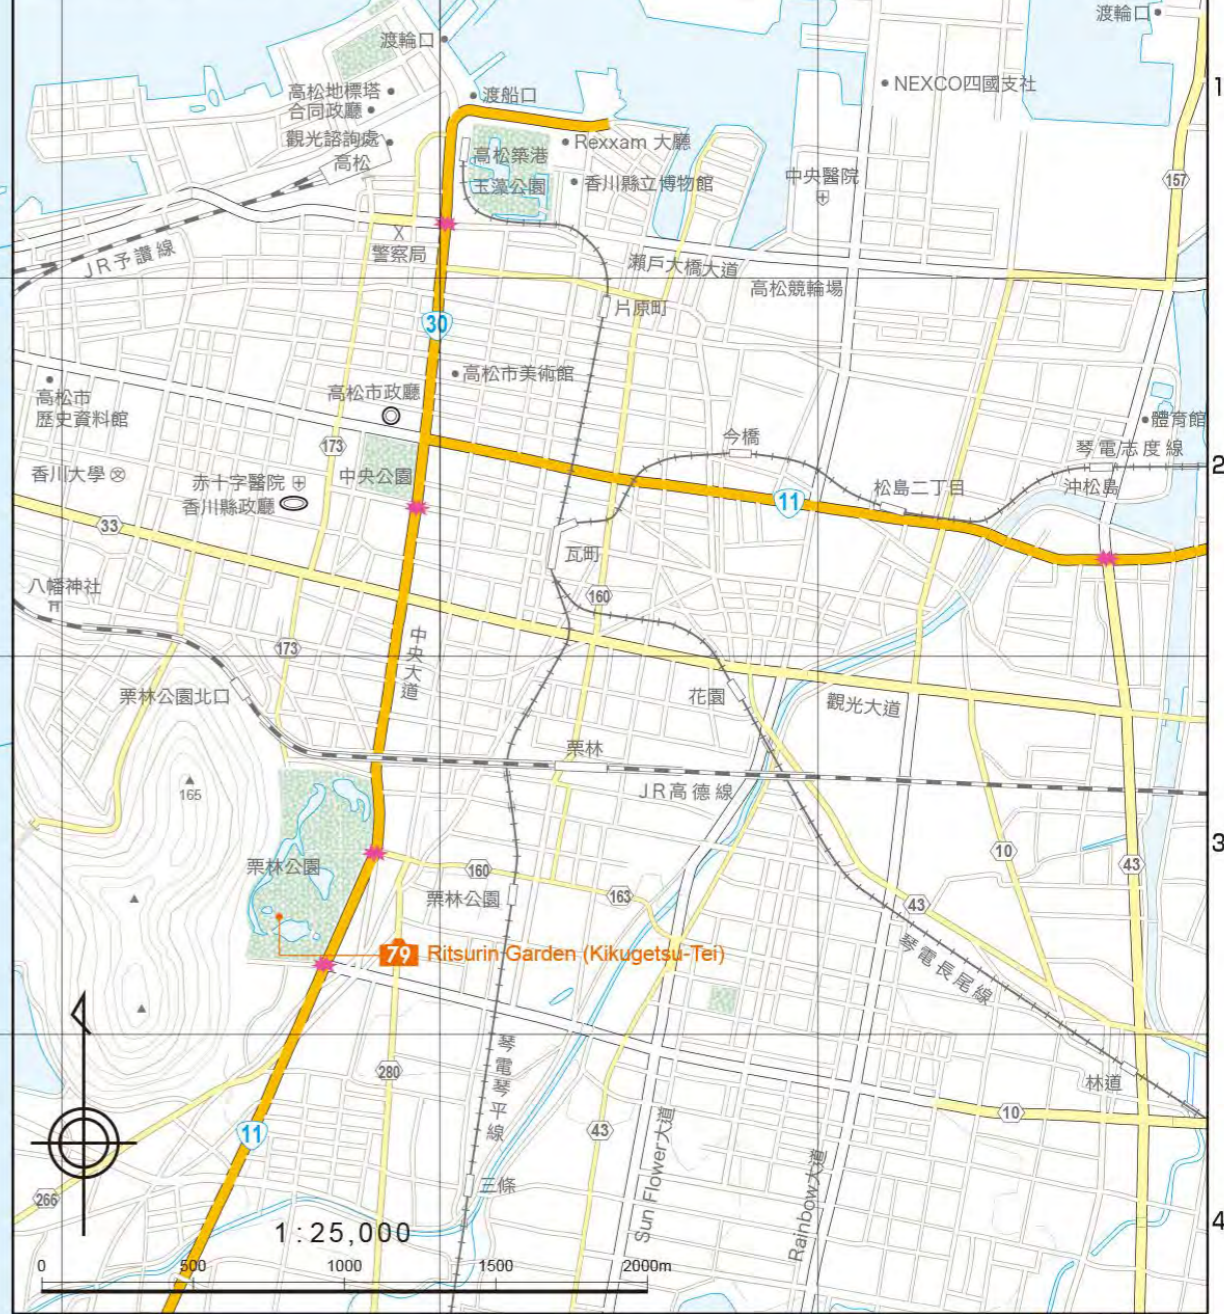 渡輪口
渡輪口
高松地標塔
渡船口
NEXCO四國支社
1
合同政廳
觀光諮詢處
Rexxam 大廳
高松
高松築港
玉藻公園
香川縣立博物館
中央醫院
157
警察局
JR予讚線
瀨戶大橋大道
高松競輪場
片原町
30
高松市美術館
高松市
歷史資料館
高松市政廳
體育館
173
今橋
琴電志度線
2
香川大學
赤十字醫院
中央公園
香川縣政廳
松島二丁目
沖松島
11
33
瓦町
八幡神社
160
173
中央大道
栗林公園北口
花園
觀光大道
栗林
JR高德線
165
10
43
3
栗林公園
160
栗林公園
163
43
79 Ritsurin Garden (Kikugetsu-Tei)
琴電長尾線
琴電琴平線
280
林道
10
11
43
Sun Flower大道
Rainbow大道
266
三條
4
1:25,000
0 500 1000 1500 2000m